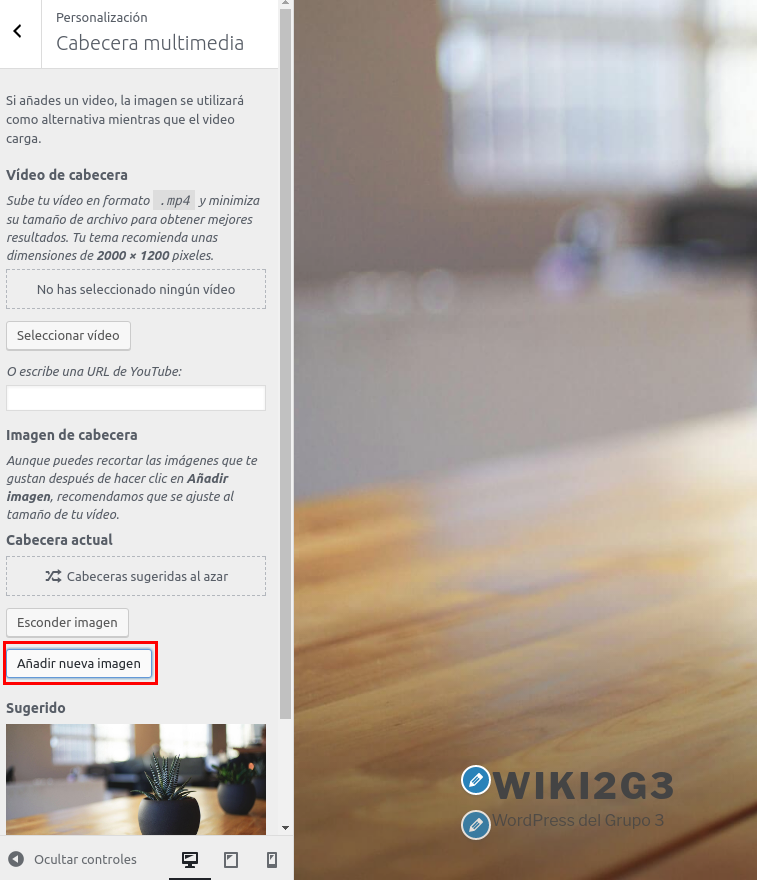 Personalización
Cabecera multimedia
Si añades un video, la imagen se utilizará
como alternativa mientras que el video
carga.
Vídeo de cabecera
Sube tu vídeo en formato .mp4 y minimiza
su tamaño de archivo para obtener mejores
resultados. Tu tema recomienda unas
dimensiones de 2000 × 1200 pixeles.
No has seleccionado ningún vídeo
Seleccionar vídeo
O escribe una URL de YouTube:
Imagen de cabecera
Aunque puedes recortar las imágenes que te
gustan después de hacer clic en Añadir
imagen, recomendamos que se ajuste al
tamaño de tu vídeo.
Cabecera actual
Cabeceras sugeridas al azar
Esconder imagen
Añadir nueva imagen
Sugerido
WIKI2G3
WordPress del Grupo 3
Ocultar controles